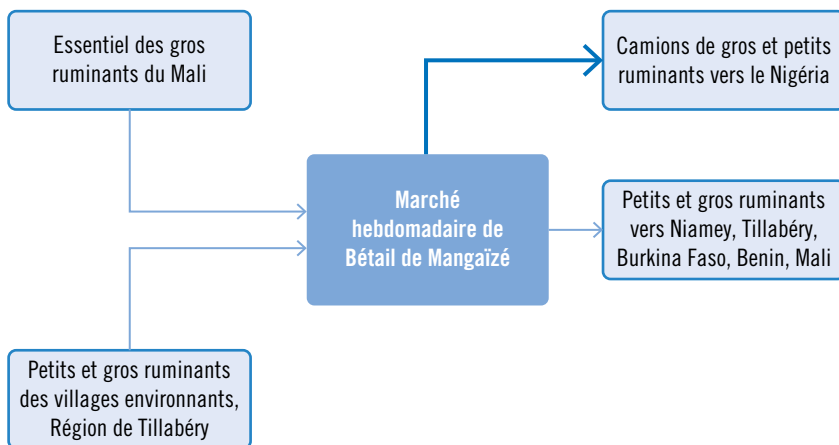 Essentiel des gros
ruminants du Mali
Camions de gros et petits
ruminants vers le Nigéria
Marché
hebdomadaire de
Bétail de Mangaïzé
Petits et gros ruminants
vers Niamey, Tillabéry,
Burkina Faso, Benin, Mali
Petits et gros ruminants
des villages environnants,
Région de Tillabéry